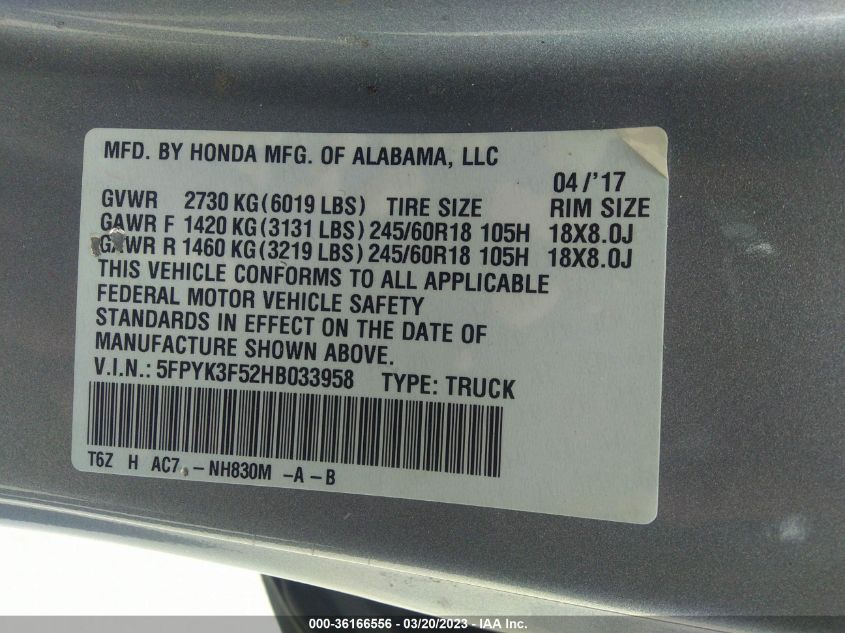 MFD. BY HONDA MFG. OF ALABAMA, LLC
04/'17
GVWR 2730 KG (6019 LBS) TIRE SIZE RIM SIZE
GAWR F 1420 KG (3131 LBS) 245/60R18 105H 18X8.0J
GAWR R 1460 KG (3219 LBS) 245/60R18 105H 18X8.0J
THIS VEHICLE CONFORMS TO ALL APPLICABLE
FEDERAL MOTOR VEHICLE SAFETY
STANDARDS IN EFFECT ON THE DATE OF
MANUFACTURE SHOWN ABOVE.
V.I.N.: 5FPYK3F52HB033958 TYPE: TRUCK
T6Z H AC7 - NH830M -A-B
000-36166556 - 03/20/2023 - IAA Inc.